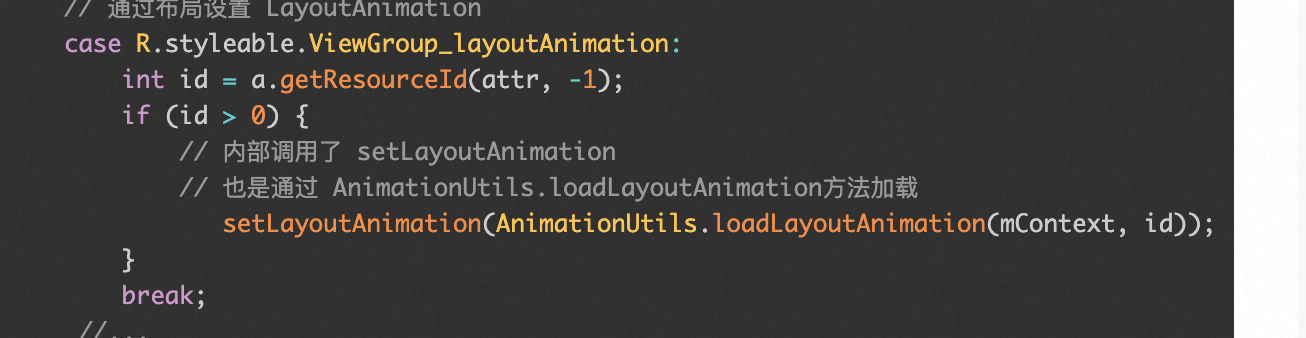 // 通过布局设置 LayoutAnimation
case R.styleable.ViewGroup_layoutAnimation:
int id = a.getResourceId(attr, -1);
if (id > 0) {
// 内部调用了 setLayoutAnimation
// 也是通过 AnimationUtils.loadLayoutAnimation方法加载
setLayoutAnimation(AnimationUtils.loadLayoutAnimation(mContext, id));
}
break;
//...